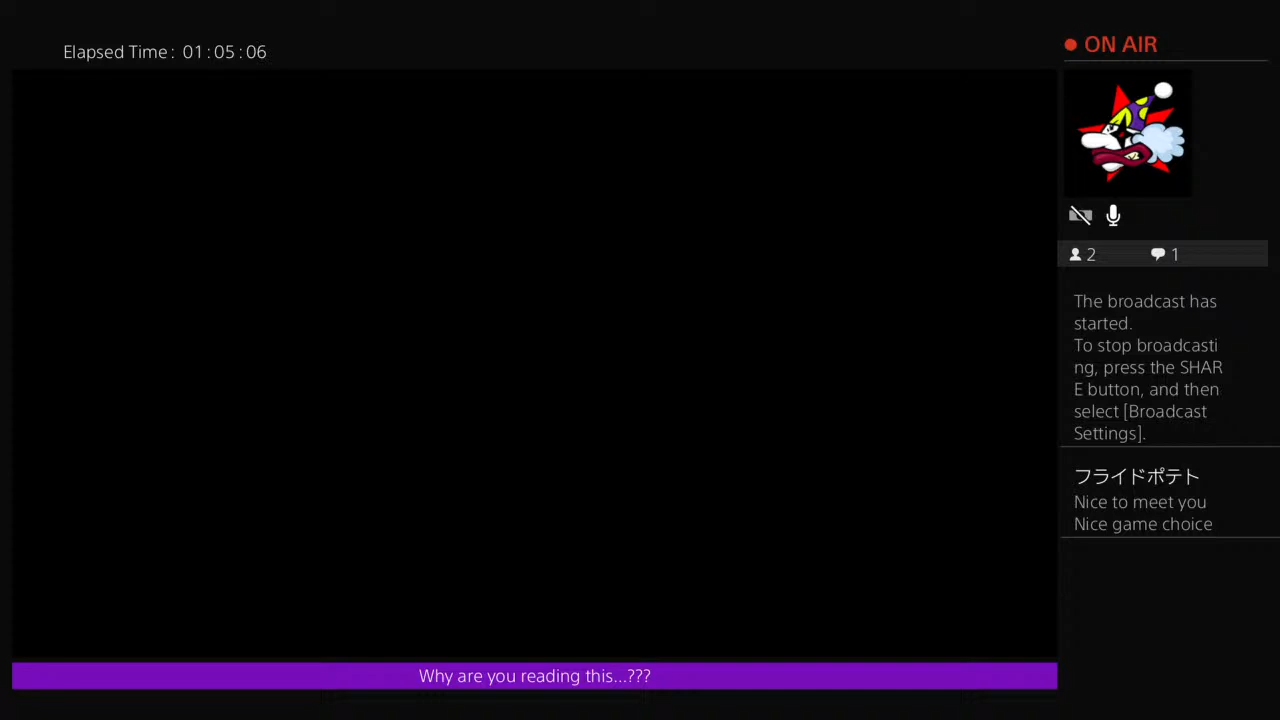 Elapsed Time: 01:05:06
ON AIR
2 1
The broadcast has
started.
To stop broadcasti
ng, press the SHAR
E button, and then
select [Broadcast
Settings].
フライドポテト
Nice to meet you
Nice game choice
Why are you reading this...???